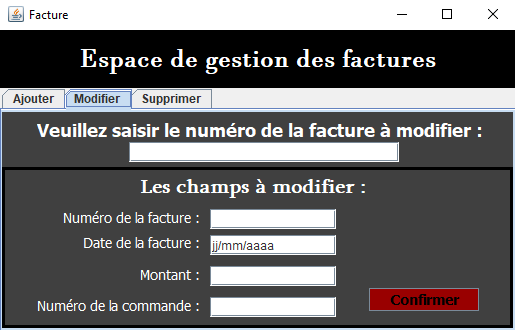 Facture
Espace de gestion des factures
Ajouter Modifier Supprimer
Veuillez saisir le numéro de la facture à modifier :
Les champs à modifier :
Numéro de la facture :
Date de la facture : jj/mm/aaaa
Montant :
Numéro de la commande : Confirmer